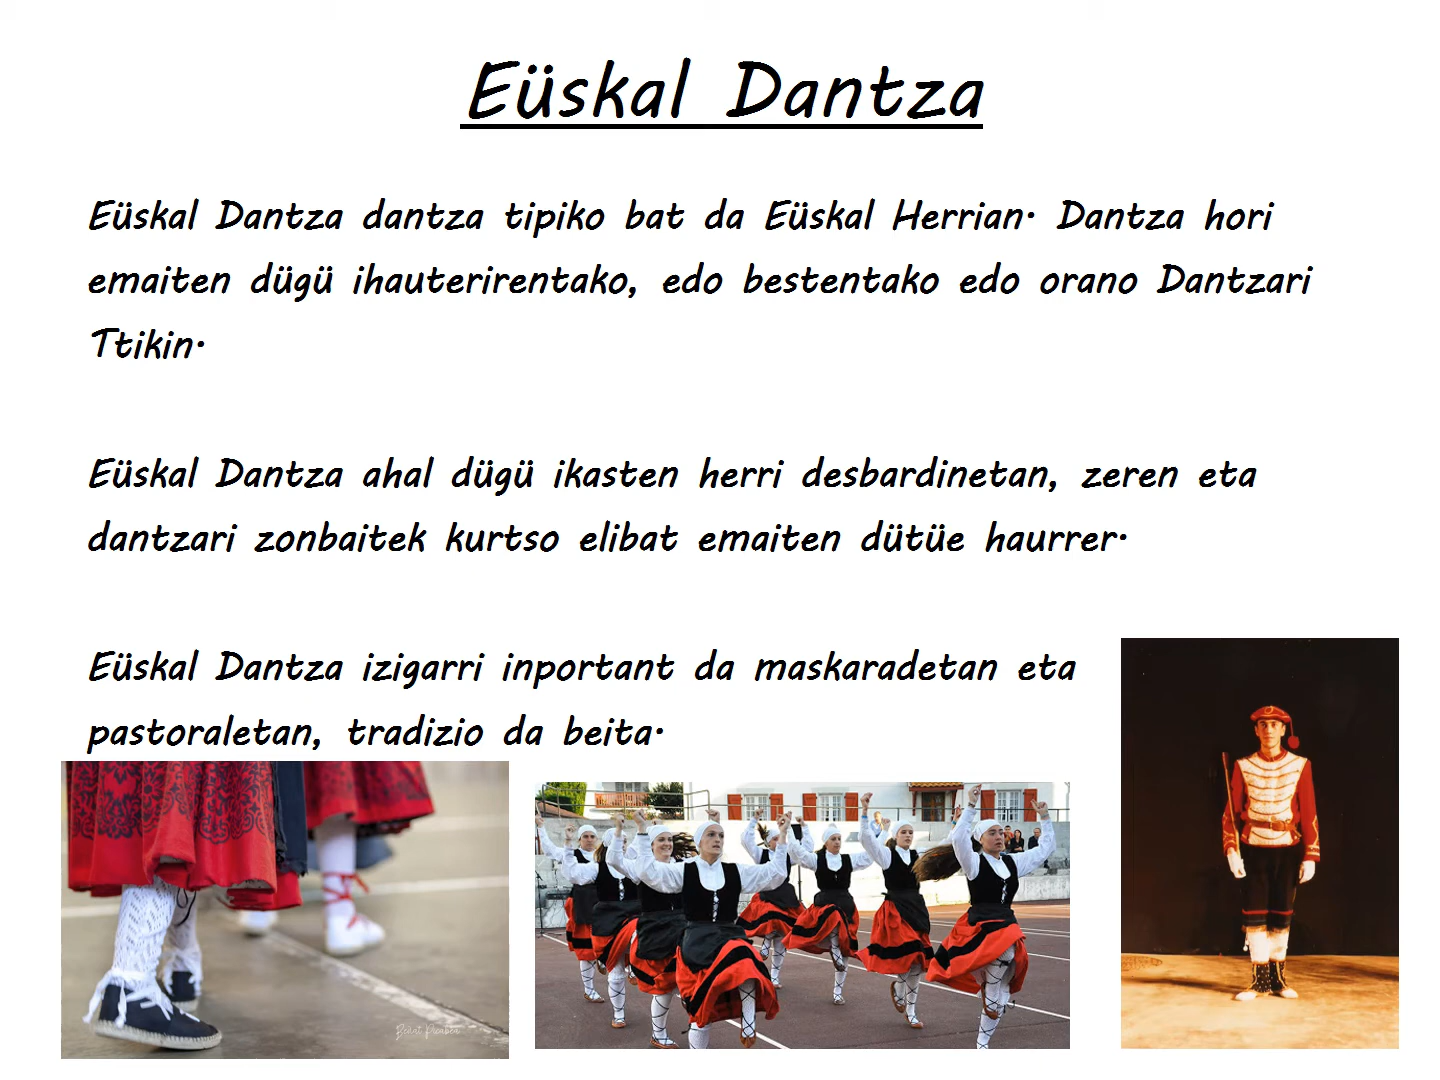 Eüskal Dantza
Eüskal Dantza dantza tipiko bat da Eüskal Herrian. Dantza hori
emaiten dügü ihauterirentako, edo bestentako edo orano Dantzari
Ttikin.
Eüskal Dantza ahal dügü ikasten herri desbardinetan, zeren eta
dantzari zonbaitek kurtso elibat emaiten dütüe haurrer.
Eüskal Dantza izigarri inportant da maskaradetan eta
pastoraletan, tradizio da beita.